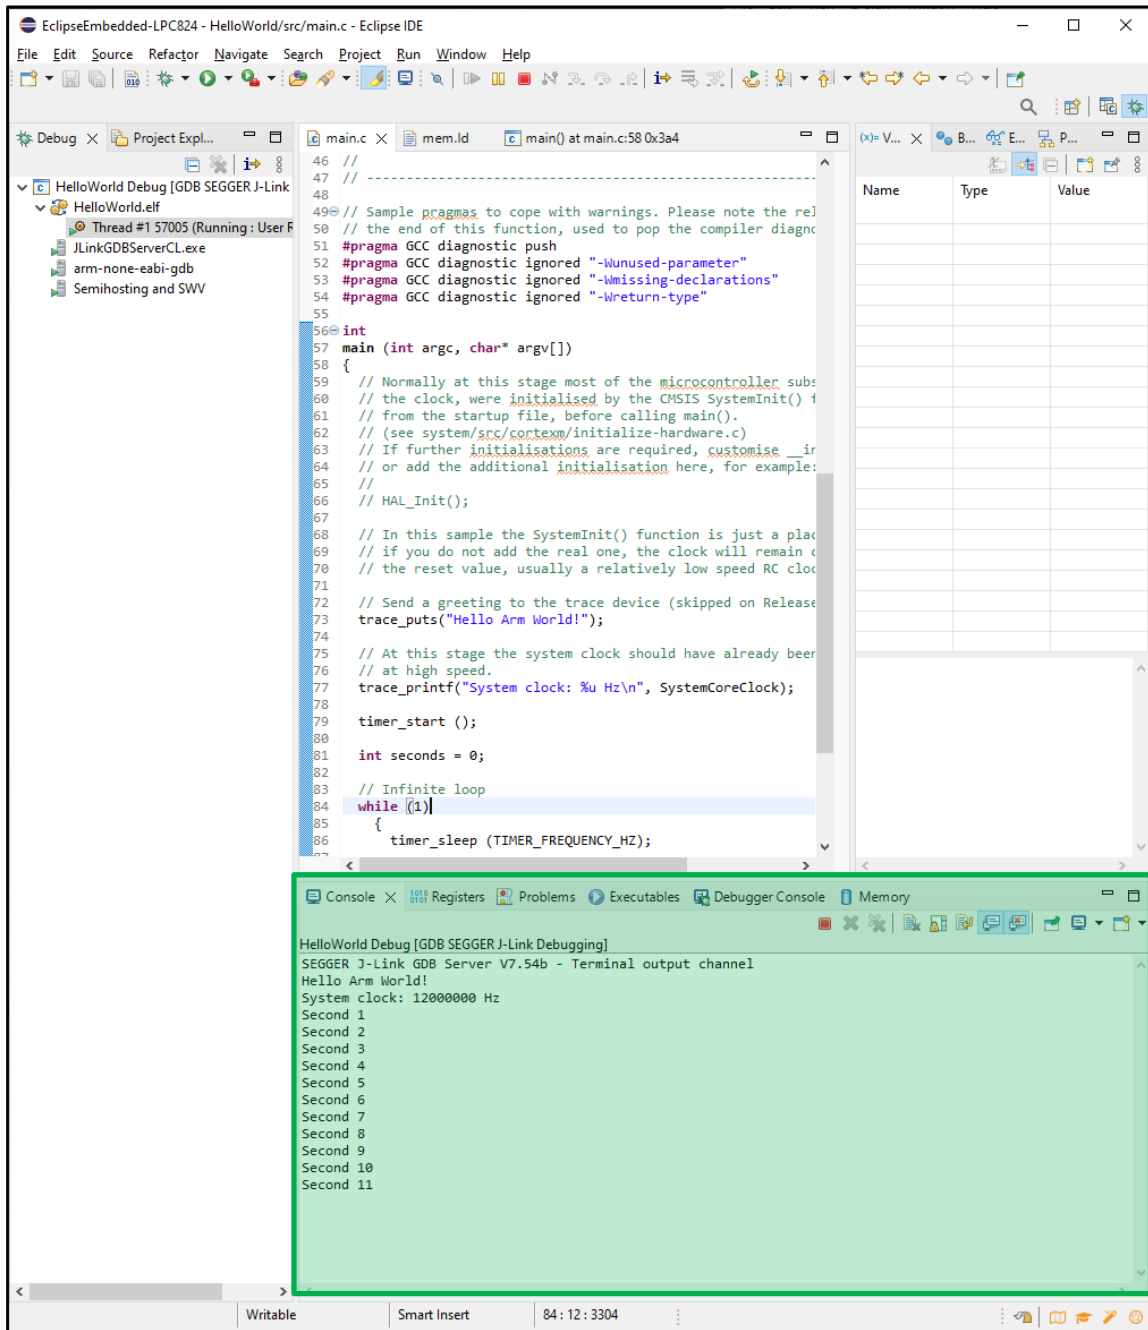 EclipseEmbedded-LPC824 - HelloWorld/src/main.c - Eclipse IDE
File Edit Source Refactor Navigate Search Project Run Window Help
Debug
Project Expl...
HelloWorld Debug [GDB SEGGER J-Link
HelloWorld.elf
Thread #1 57005 (Running : User R
JLinkGDBServerCL.exe
arm-none-eabi-gdb
Semihosting and SWV
main.c
mem.ld
main() at main.c:58 0x3a4
46 //
47 // ----------------------------------------------------------
48
49 // Sample pragmas to cope with warnings. Please note the rel
50 // the end of this function, used to pop the compiler diagno
51 #pragma GCC diagnostic push
52 #pragma GCC diagnostic ignored "-Wunused-parameter"
53 #pragma GCC diagnostic ignored "-Wmissing-declarations"
54 #pragma GCC diagnostic ignored "-Wreturn-type"
55
56 int
57 main (int argc, char* argv[])
58 {
59 // Normally at this stage most of the microcontroller subs
60 // the clock, were initialised by the CMSIS SystemInit() f
61 // from the startup file, before calling main().
62 // (see system/src/cortexm/initialize-hardware.c)
63 // If further initialisations are required, customise __in
64 // or add the additional initialisation here, for example:
65 //
66 // HAL_Init();
67
68 // In this sample the SystemInit() function is just a plac
69 // if you do not add the real one, the clock will remain c
70 // the reset value, usually a relatively low speed RC cloc
71
72 // Send a greeting to the trace device (skipped on Release
73 trace_puts("Hello Arm World!");
74
75 // At this stage the system clock should have already been
76 // at high speed.
77 trace_printf("System clock: %u Hz\n", SystemCoreClock);
78
79 timer_start ();
80
81 int seconds = 0;
82
83 // Infinite loop
84 while (1)
85 {
86 timer_sleep (TIMER_FREQUENCY_HZ);
87
(x)= V...
B...
E...
P...
Name Type Value
Console Registers Problems Executables Debugger Console Memory
HelloWorld Debug [GDB SEGGER J-Link Debugging]
SEGGER J-Link GDB Server V7.54b - Terminal output channel
Hello Arm World!
System clock: 12000000 Hz
Second 1
Second 2
Second 3
Second 4
Second 5
Second 6
Second 7
Second 8
Second 9
Second 10
Second 11
Writable Smart Insert 84 : 12 : 3304